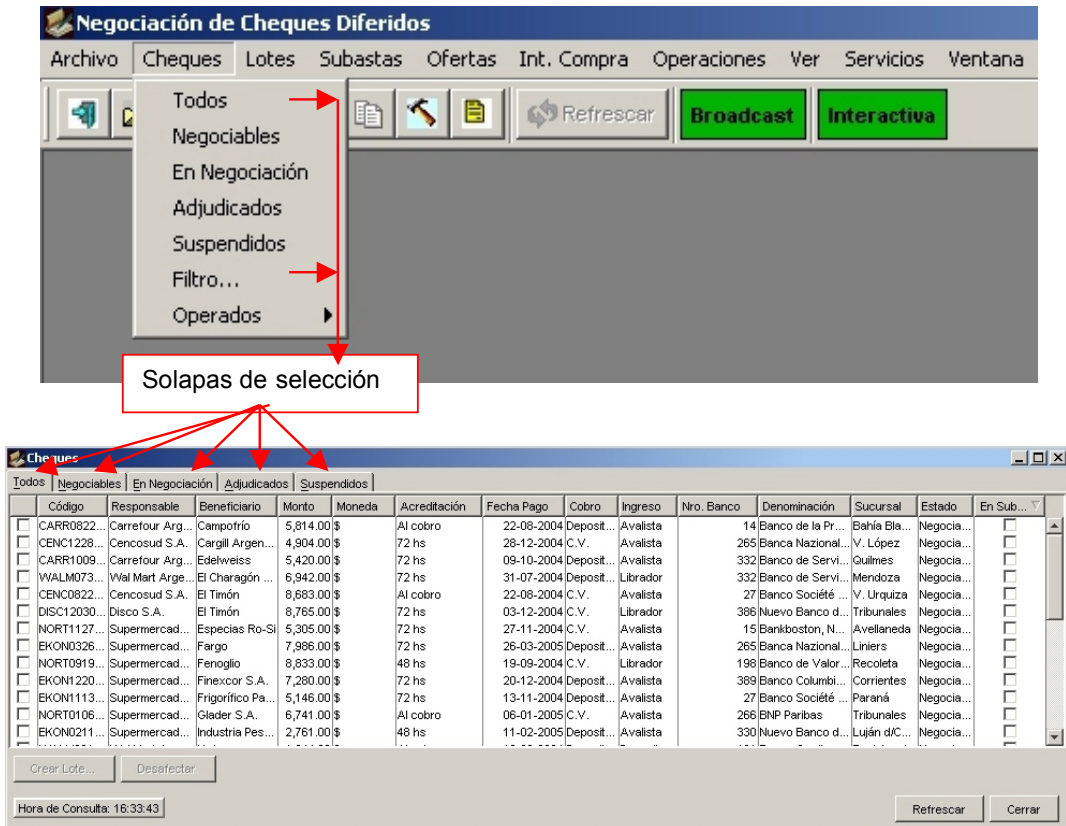 Negociación de Cheques Diferidos
Archivo Cheques Lotes Subastas Ofertas Int. Compra Operaciones Ver Servicios Ventana
Refrescar Broadcast Interactiva
Todos
Negociables
En Negociación
Adjudicados
Suspendidos
Filtro...
Operados
Solapas de selección
Cheques
Todos Negociables En Negociación Adjudicados Suspendidos
Código Responsable Beneficiario Monto Moneda Acreditación Fecha Pago Cobro Ingreso Nro. Banco Denominación Sucursal Estado En Sub...
CARR0822... Carrefour Arg... Campofrío 5,814.00 $ Al cobro 22-08-2004 Deposit... Avalista 14 Banco de la Pr... Bahía Bla... Negocia...
CENC1228... Cencosud S.A. Cargill Argen... 4,904.00 $ 72 hs 28-12-2004 C.V. Avalista 265 Banca Nazional... V. López Negocia...
CARR1009... Carrefour Arg... Edelweiss 5,420.00 $ 72 hs 09-10-2004 Deposit... Avalista 332 Banco de Servi... Quilmes Negocia...
WALM073... Wal Mart Arge... El Charagón ... 6,942.00 $ 72 hs 31-07-2004 Deposit... Librador 332 Banco de Servi... Mendoza Negocia...
CENC0822... Cencosud S.A. El Timón 8,683.00 $ Al cobro 22-08-2004 C.V. Avalista 27 Banco Société ... V. Urquiza Negocia...
DISC12030... Disco S.A. El Timón 8,765.00 $ 72 hs 03-12-2004 C.V. Librador 386 Nuevo Banco d... Tribunales Negocia...
NORT1127... Supermercad... Especias Ro-Si 5,305.00 $ 72 hs 27-11-2004 C.V. Avalista 15 Bankboston, N... Avellaneda Negocia...
EKON0326... Supermercad... Fargo 7,986.00 $ 72 hs 26-03-2005 Deposit... Avalista 265 Banca Nazional... Liniers Negocia...
NORT0919... Supermercad... Fenoglio 8,833.00 $ 48 hs 19-09-2004 C.V. Librador 198 Banco de Valor... Recoleta Negocia...
EKON1220... Supermercad... Finexcor S.A. 7,280.00 $ 72 hs 20-12-2004 C.V. Avalista 389 Banco Columbi... Corrientes Negocia...
EKON1113... Supermercad... Frigorífico Pa... 5,146.00 $ 72 hs 13-11-2004 Deposit... Avalista 27 Banco Société ... Paraná Negocia...
NORT0106... Supermercad... Glader S.A. 6,741.00 $ Al cobro 06-01-2005 C.V. Avalista 266 BNP Paribas Tribunales Negocia...
EKON0211... Supermercad... Industria Pes... 2,761.00 $ 48 hs 11-02-2005 Deposit... Avalista 330 Nuevo Banco d... Luján d/C... Negocia...
Crear Lote... Desafectar
Hora de Consulta: 16:33:43 Refrescar Cerrar